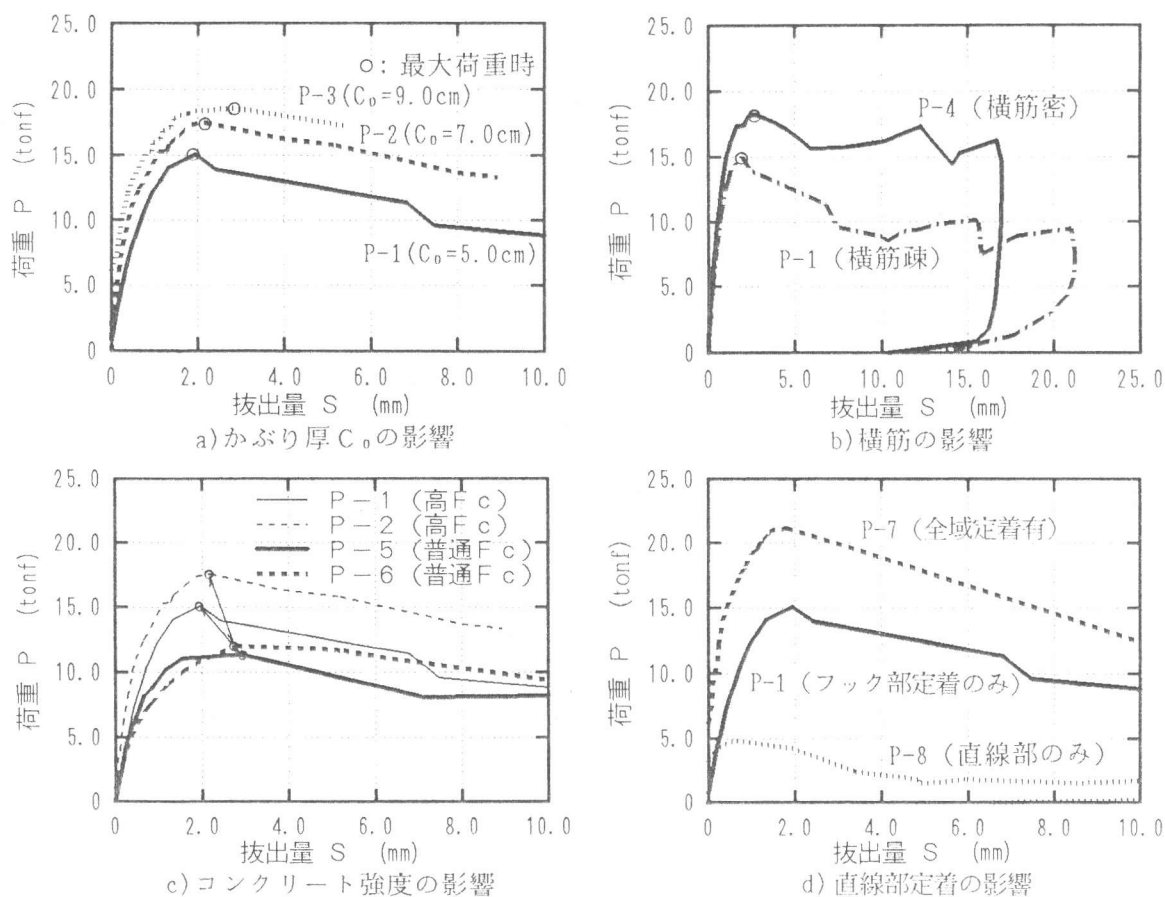 25.0
20.0
15.0
10.0
5.0
0
荷重 P (tonf)
○: 最大荷重時
P-3(C₀=9.0cm)
P-2(C₀=7.0cm)
P-1(C₀=5.0cm)
0 2.0 4.0 6.0 8.0 10.0
抜出量 S (mm)
a)かぶり厚C₀の影響
25.0
20.0
15.0
10.0
5.0
0
荷重 P (tonf)
P-4 (横筋密)
P-1 (横筋疎)
0 5.0 10.0 15.0 20.0 25.0
抜出量 S (mm)
b)横筋の影響
25.0
20.0
15.0
10.0
5.0
0
荷重 P (tonf)
P-1 (高Fc)
P-2 (高Fc)
P-5 (普通Fc)
P-6 (普通Fc)
0 2.0 4.0 6.0 8.0 10.0
抜出量 S (mm)
c)コンクリート強度の影響
25.0
20.0
15.0
10.0
5.0
0
荷重 P (tonf)
P-7 (全域定着有)
P-1 (フック部定着のみ)
P-8 (直線部のみ)
0 2.0 4.0 6.0 8.0 10.0
抜出量 S (mm)
d)直線部定着の影響